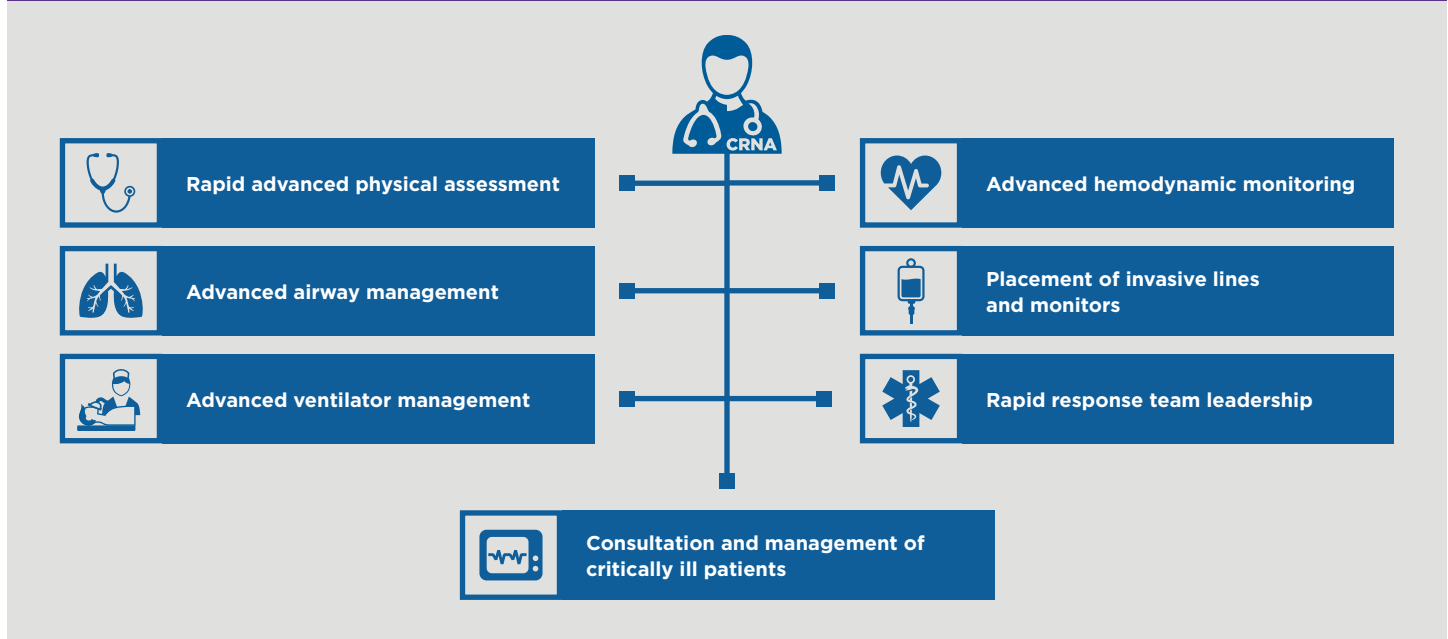 CRNA
Rapid advanced physical assessment
Advanced airway management
Advanced ventilator management
Advanced hemodynamic monitoring
Placement of invasive lines
and monitors
Rapid response team leadership
Consultation and management of
critically ill patients